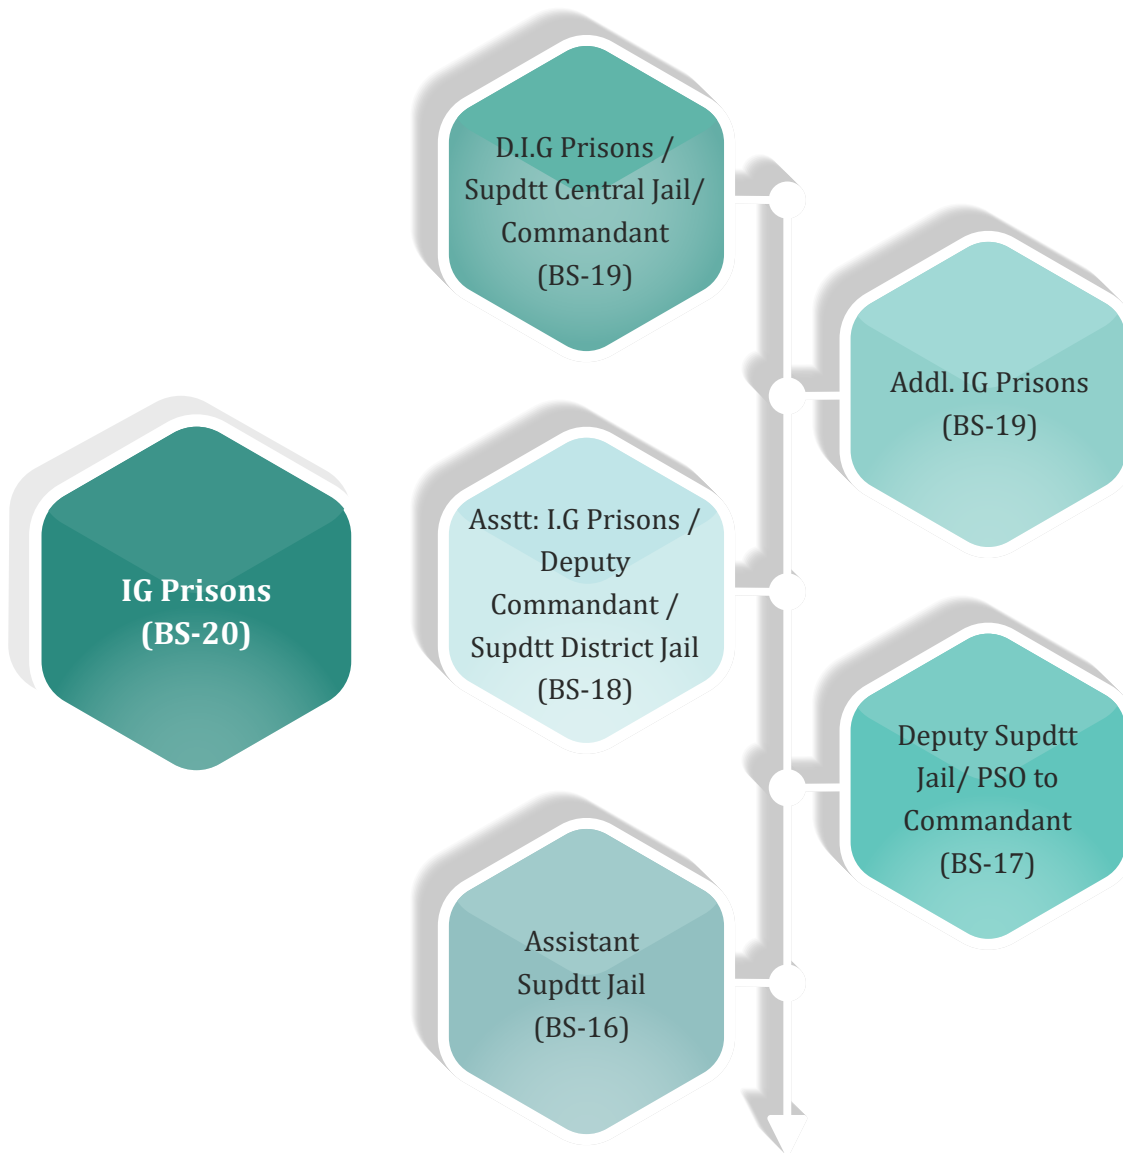 D.I.G Prisons /
Supdtt Central Jail/
Commandant
(BS-19)
Addl. IG Prisons
(BS-19)
IG Prisons
(BS-20)
Asstt: I.G Prisons /
Deputy
Commandant /
Supdtt District Jail
(BS-18)
Deputy Supdtt
Jail/ PSO to
Commandant
(BS-17)
Assistant
Supdtt Jail
(BS-16)